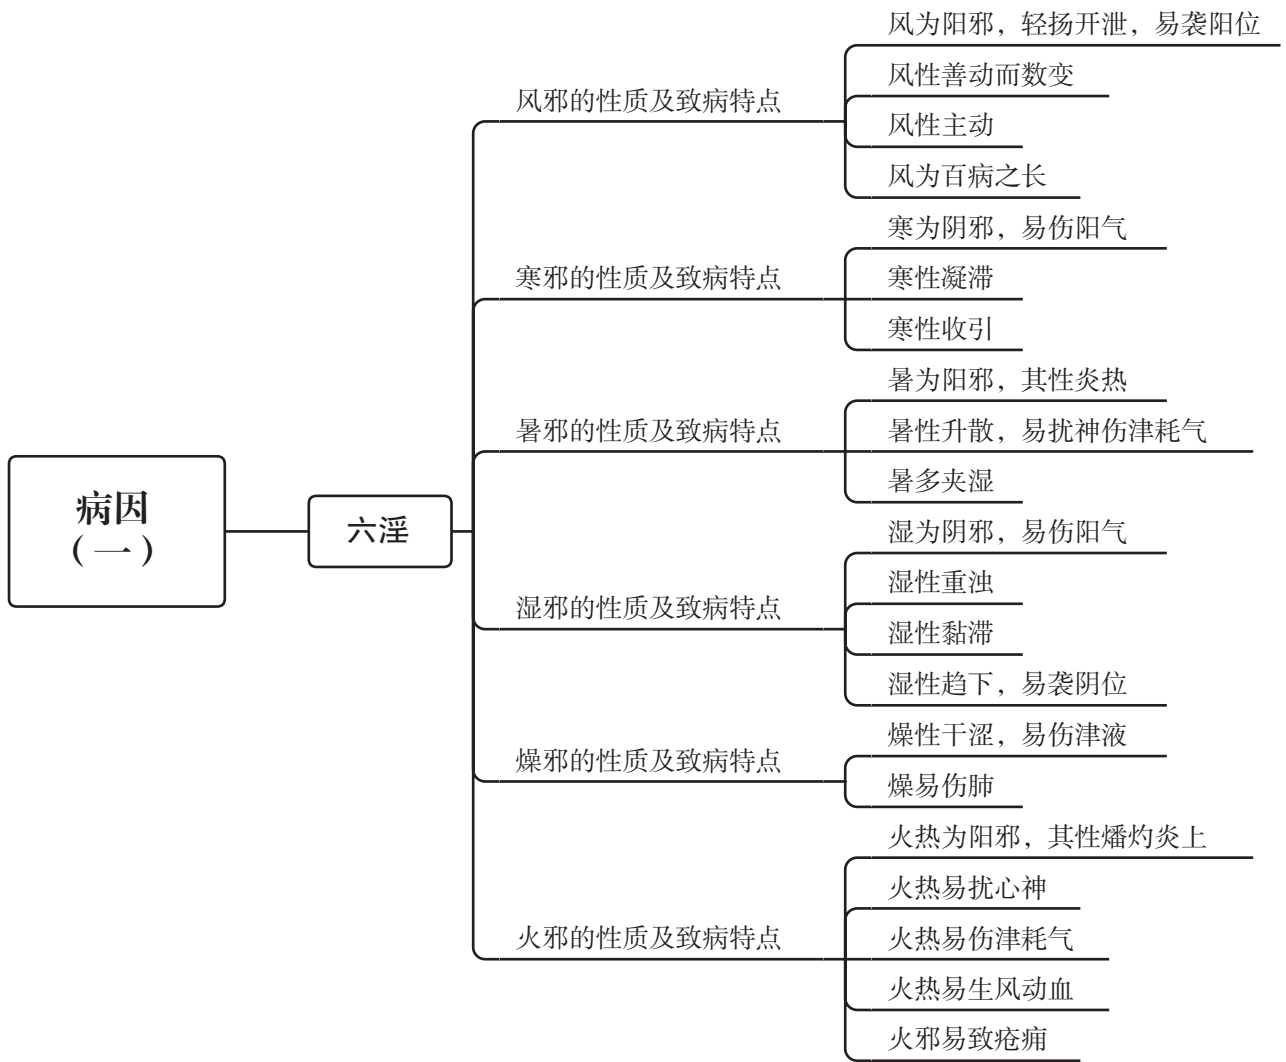 病因
（一）
六淫
风邪的性质及致病特点
风为阳邪，轻扬开泄，易袭阳位
风性善动而数变
风性主动
风为百病之长
寒邪的性质及致病特点
寒为阴邪，易伤阳气
寒性凝滞
寒性收引
暑邪的性质及致病特点
暑为阳邪，其性炎热
暑性升散，易扰神伤津耗气
暑多夹湿
湿邪的性质及致病特点
湿为阴邪，易伤阳气
湿性重浊
湿性黏滞
湿性趋下，易袭阴位
燥邪的性质及致病特点
燥性干涩，易伤津液
燥易伤肺
火邪的性质及致病特点
火热为阳邪，其性燔灼炎上
火热易扰心神
火热易伤津耗气
火热易生风动血
火邪易致疮痈